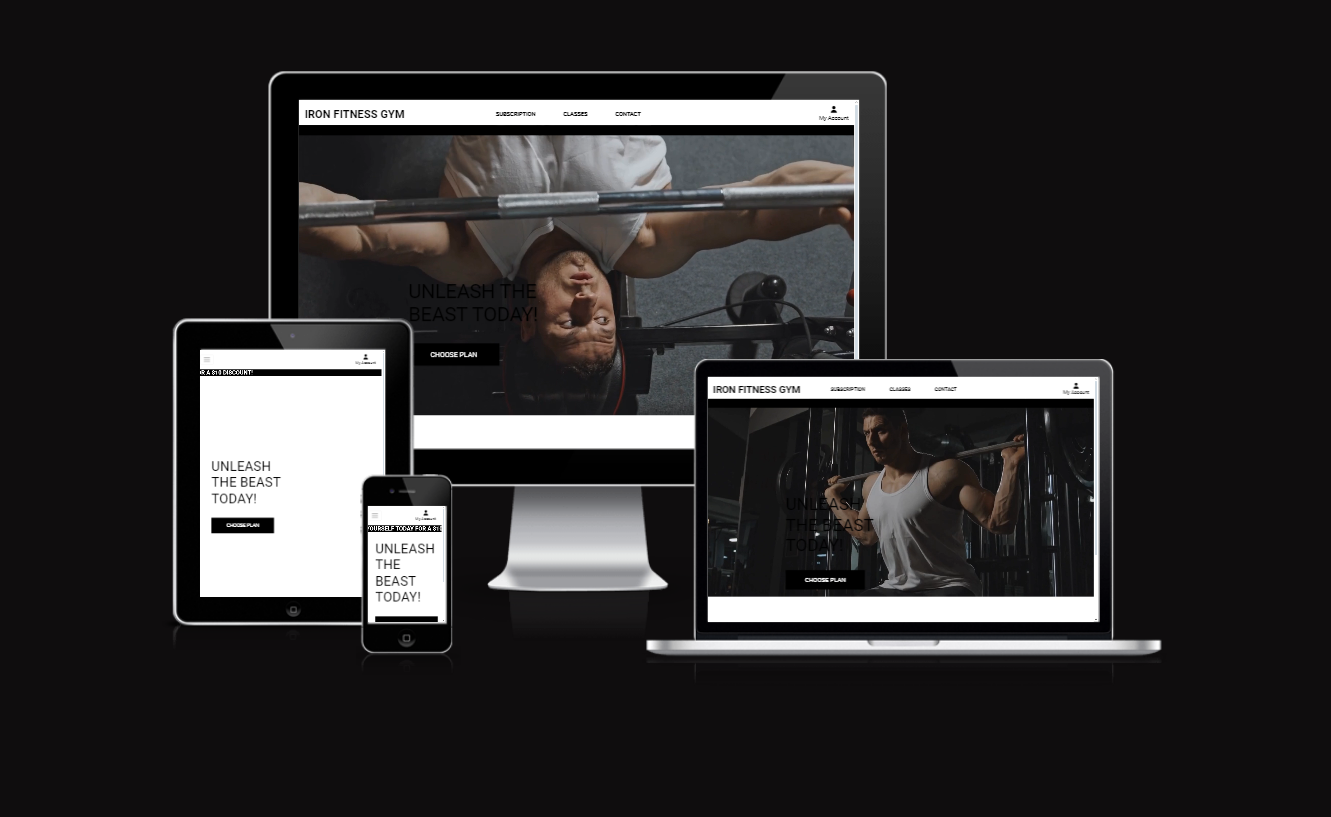 IRON FITNESS GYM
SUBSCRIPTION
CLASSES
CONTACT
My Account
UNLEASH THE
BEAST TODAY!
CHOOSE PLAN
My Account
FOR A $10 DISCOUNT!
UNLEASH
THE BEAST
TODAY!
CHOOSE PLAN
My Account
YOURSELF TODAY FOR A $10
UNLEASH
THE
BEAST
TODAY!
IRON FITNESS GYM
SUBSCRIPTION
CLASSES
CONTACT
My Account
UNLEASH
THE BEAST
TODAY!
CHOOSE PLAN